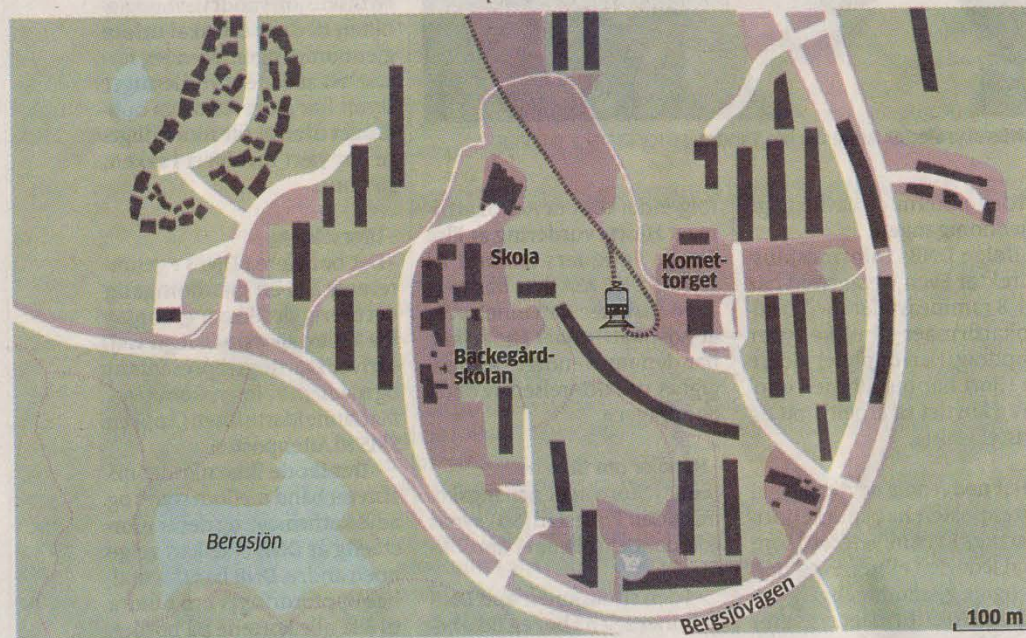 Skola
Komet-
torget
Backegård-
skolan
Bergsjön
Bergsjövägen
100 m